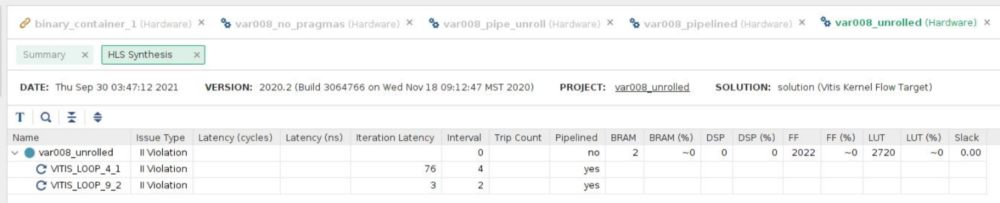 binary_container_1 (Hardware) × var008_no_pragmas (Hardware) × var008_pipe_unroll (Hardware) × var008_pipelined (Hardware) × var008_unrolled (Hardware) ×
Summary × HLS Synthesis ×
DATE: Thu Sep 30 03:47:12 2021 VERSION: 2020.2 (Build 3064766 on Wed Nov 18 09:12:47 MST 2020) PROJECT: var008_unrolled SOLUTION: solution (Vitis Kernel Flow Target)
T
Name Issue Type Latency (cycles) Latency (ns) Iteration Latency Interval Trip Count Pipelined BRAM BRAM (%) DSP DSP (%) FF FF (%) LUT LUT (%) Slack
var008_unrolled II Violation 0 no 2 ~0 0 0 2022 ~0 2720 ~0 0.00
VITIS_LOOP_4_1 II Violation 76 4 yes
VITIS_LOOP_9_2 II Violation 3 2 yes